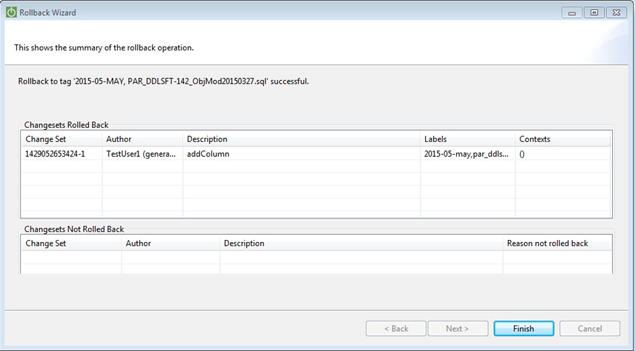 Rollback Wizard
This shows the summary of the rollback operation.
Rollback to tag '2015-05-MAY, PAR_DDLSFT-142_ObjMod20150327.sql' successful.
Changesets Rolled Back
Change Set Author Description Labels Contexts
1429052653424-1 TestUser1 (genera... addColumn 2015-05-may,par_ddls... ()
Changesets Not Rolled Back
Change Set Author Description Reason not rolled back
< Back Next > Finish Cancel